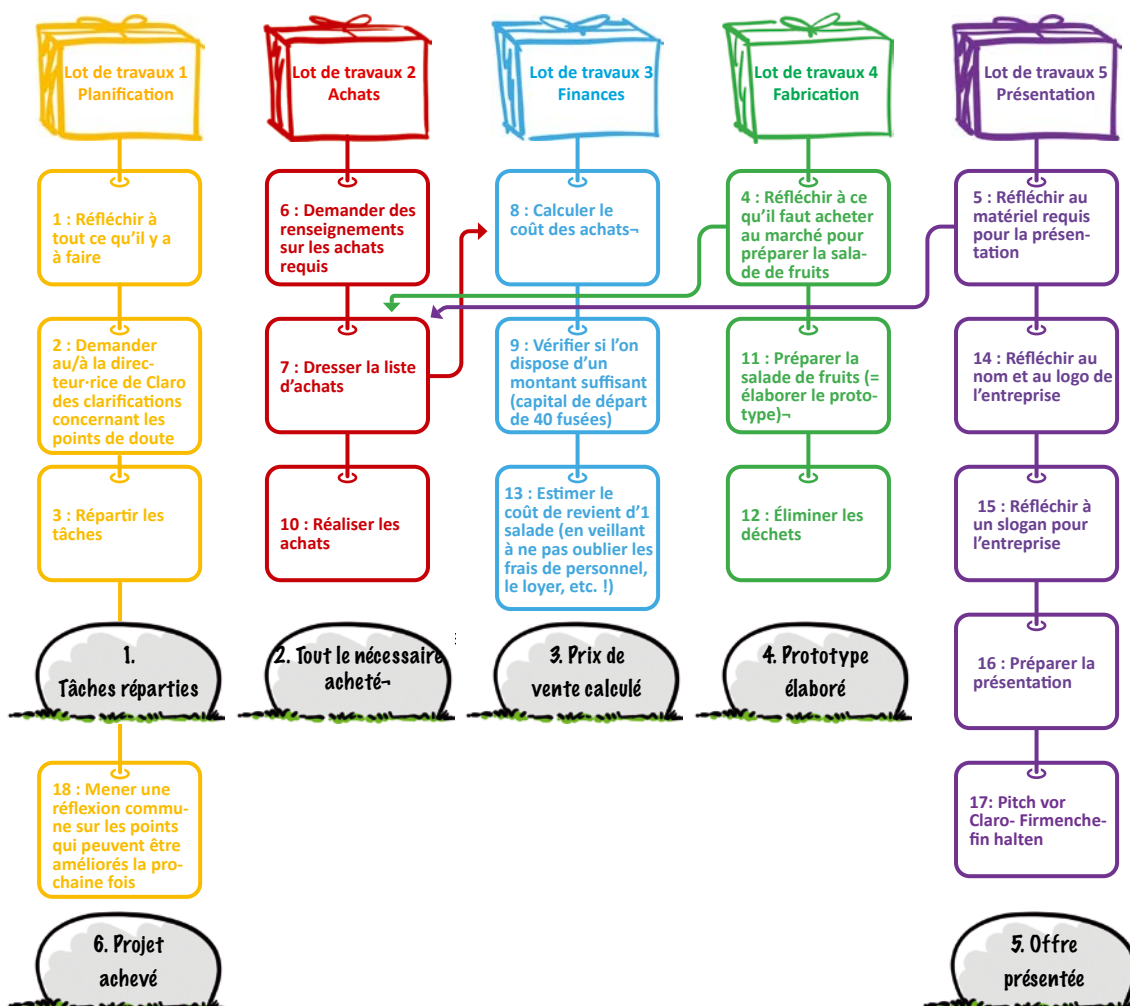 Lot de travaux 1
Planification
Lot de travaux 2
Achats
Lot de travaux 3
Finances
Lot de travaux 4
Fabrication
Lot de travaux 5
Présentation
1 : Réfléchir à
tout ce qu'il y a
à faire
6 : Demander des
renseignements
sur les achats
requis
8 : Calculer le
coût des achats¬
4 : Réfléchir à ce
qu'il faut acheter
au marché pour
préparer la sala-
de de fruits
5 : Réfléchir au
matériel requis
pour la présen-
tation
2 : Demander
au/à la direc-
teur·rice de Claro
des clarifications
concernant les
points de doute
7 : Dresser la liste
d'achats
9 : Vérifier si l'on
dispose d'un
montant suffisant
(capital de départ
de 40 fusées)
11 : Préparer la
salade de fruits (=
élaborer le proto-
type)¬
14 : Réfléchir au
nom et au logo de
l'entreprise
3 : Répartir les
tâches
10 : Réaliser les
achats
13 : Estimer le
coût de revient d'1
salade (en veillant
à ne pas oublier les
frais de personnel,
le loyer, etc. !)
12 : Éliminer les
déchets
15 : Réfléchir à
un slogan pour
l'entreprise
1.
Tâches réparties
2. Tout le nécessaire
acheté¬
3. Prix de
vente calculé
4. Prototype
élaboré
16 : Préparer la
présentation
18 : Mener une
réflexion commu-
ne sur les points
qui peuvent être
améliorés la pro-
chaine fois
17: Pitch vor
Claro- Firmenche-
fin halten
6. Projet
achevé
5. Offre
présentée